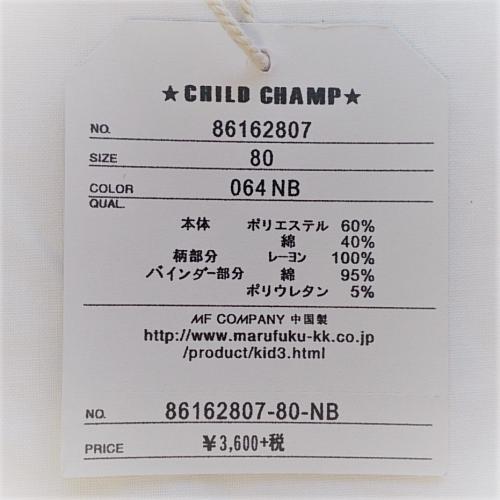 ★CHILD CHAMP★
NO. 86162807
SIZE 80
COLOR 064 NB
QUAL.
本体 ポリエステル 60%
綿 40%
柄部分 レーヨン 100%
バインダー部分 綿 95%
ポリウレタン 5%
MF COMPANY 中国製
http://www.marufuku-kk.co.jp
/product/kid3.html
NO. 86162807-80-NB
PRICE ¥3,600+税